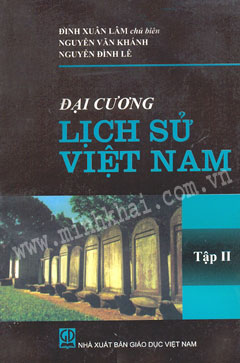 ĐINH XUÂN LÂM chủ biên
NGUYỄN VĂN KHÁNH
NGUYỄN ĐÌNH LỄ
ĐẠI CƯƠNG
LỊCH SỬ
VIỆT NAM
www.minhkhai.com.vn
Tập II
NHÀ XUẤT BẢN GIÁO DỤC VIỆT NAM